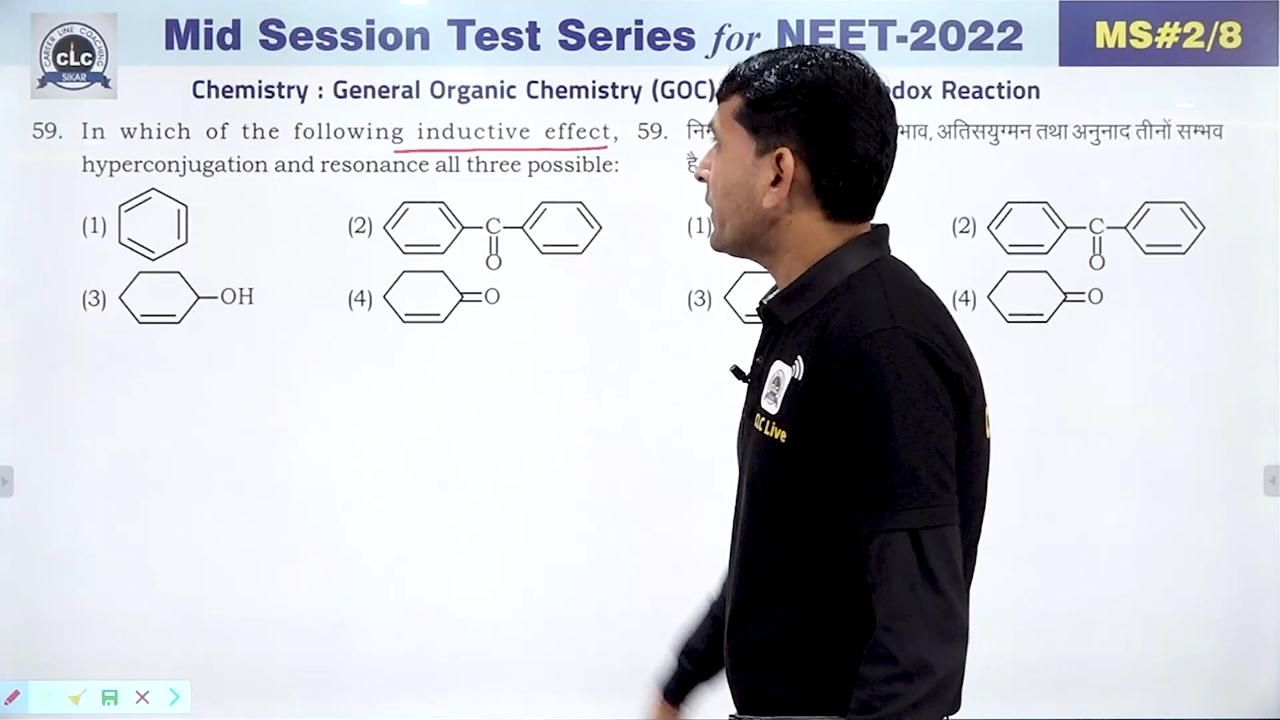 Mid Session Test Series for NEET-2022
MS#2/8
CAREER LINE COACHING
CLC
SIKAR
Chemistry : General Organic Chemistry (GOC)
Reaction
59. In which of the following inductive effect,
hyperconjugation and resonance all three possible:
(1)
(2) C
O
(3) OH
(4) O
59.
अतिसयुग्मन तथा अनुनाद तीनों सम्भव
(1)
(2) C
O
(3)
(4) O
CLC Live